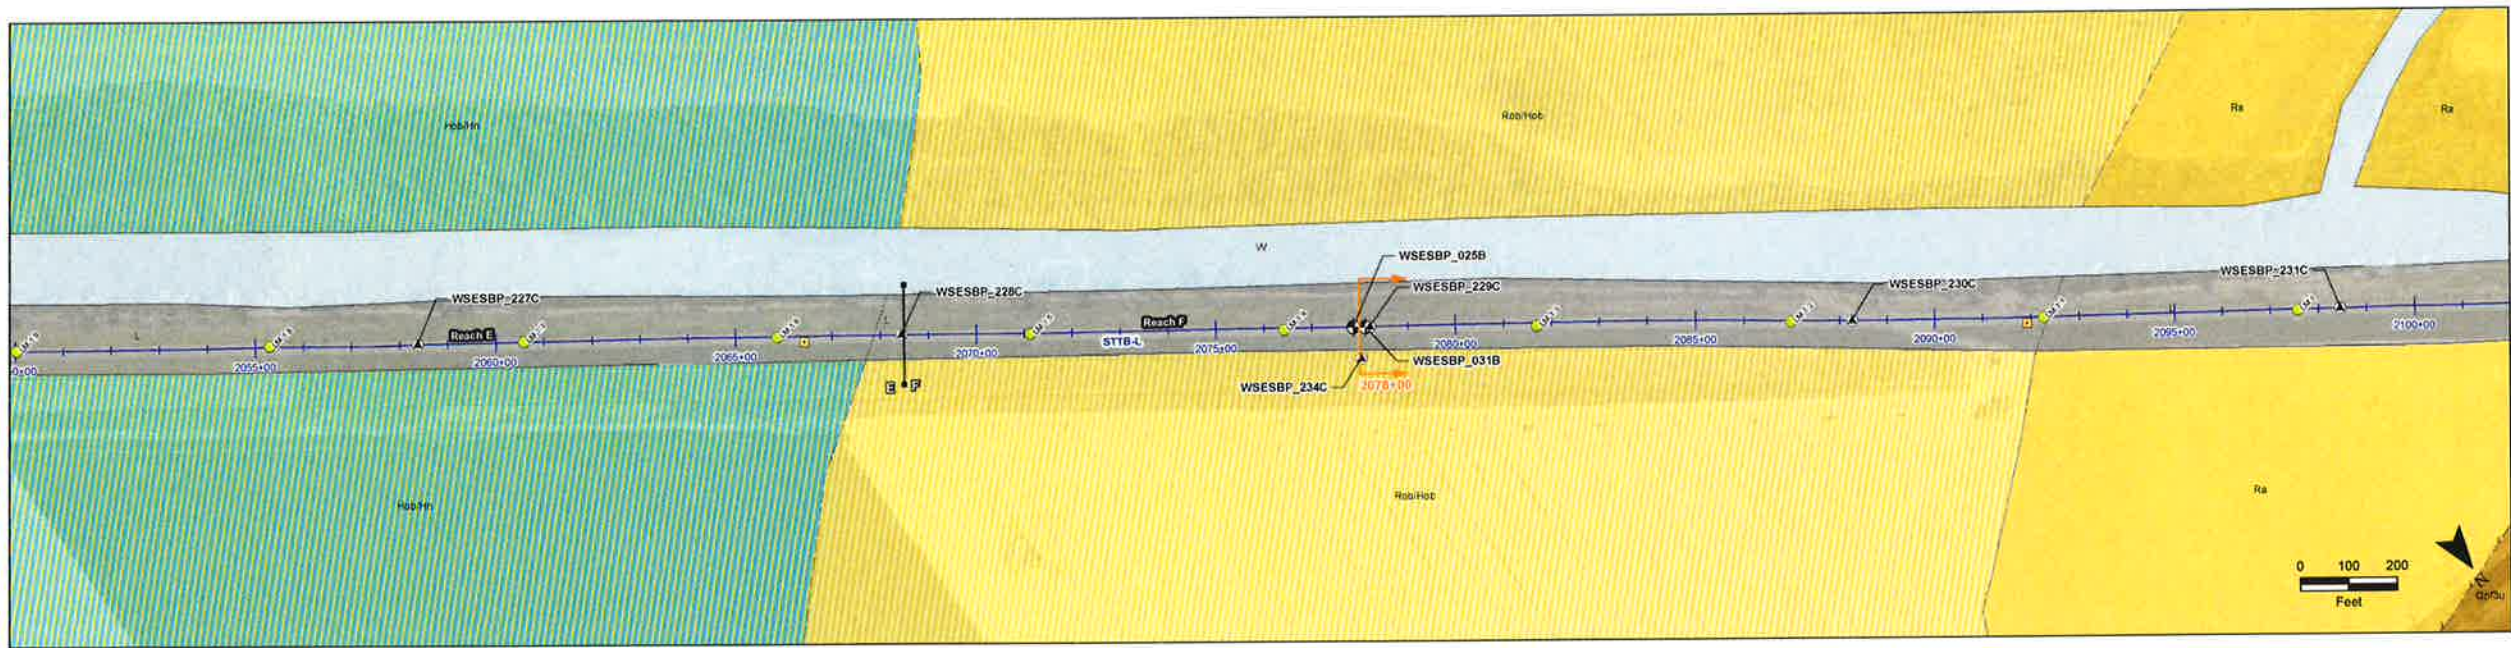 Hob/Hn
Rob/Hob
Ra
Ra
W
WSESBP_025B
WSESBP_227C
WSESBP_228C
WSESBP_229C
WSESBP_230C
WSESBP_231C
L
L
Reach E
Reach F
STTB-L
2055+00
2060+00
2065+00
2070+00
2075+00
2080+00
2085+00
2090+00
2095+00
2100+00
WSESBP_031B
WSESBP_234C
2078+00
E F
Hob/Hn
Rob/Hob
Ra
0 100 200
Feet
N